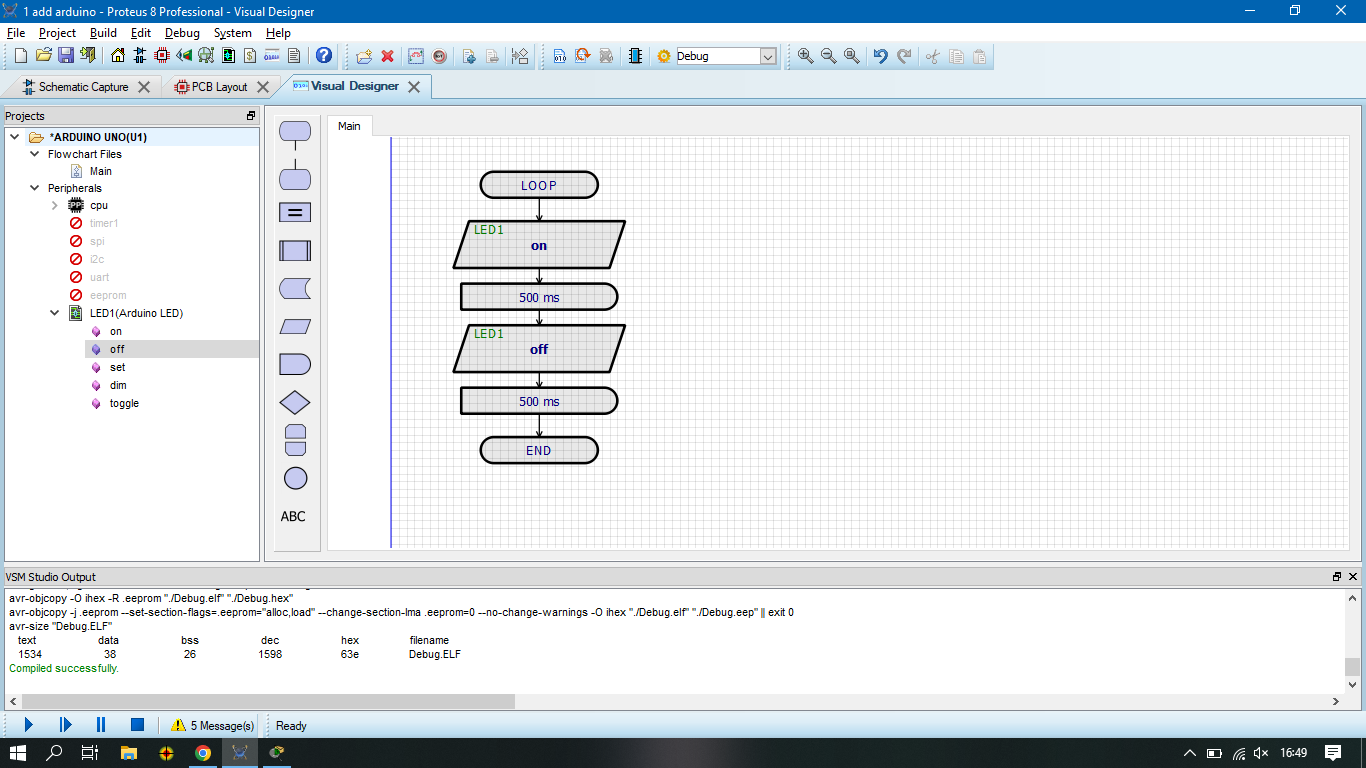 1 add arduino - Proteus 8 Professional - Visual Designer
File Project Build Edit Debug System Help
Debug
Schematic Capture PCB Layout Visual Designer
Projects
*ARDUINO UNO(U1)
Flowchart Files
Main
Peripherals
cpu
timer1
spi
i2c
uart
eeprom
LED1(Arduino LED)
on
off
set
dim
toggle
ABC
Main
LOOP
LED1
on
500 ms
LED1
off
500 ms
END
VSM Studio Output
avr-objcopy -O ihex -R .eeprom "./Debug.elf" "./Debug.hex"
avr-objcopy -j .eeprom --set-section-flags=.eeprom="alloc,load" --change-section-lma .eeprom=0 --no-change-warnings -O ihex "./Debug.elf" "./Debug.eep" || exit 0
avr-size "Debug.ELF"
text data bss dec hex filename
1534 38 26 1598 63e Debug.ELF
Compiled successfully.
5 Message(s) Ready
16:49